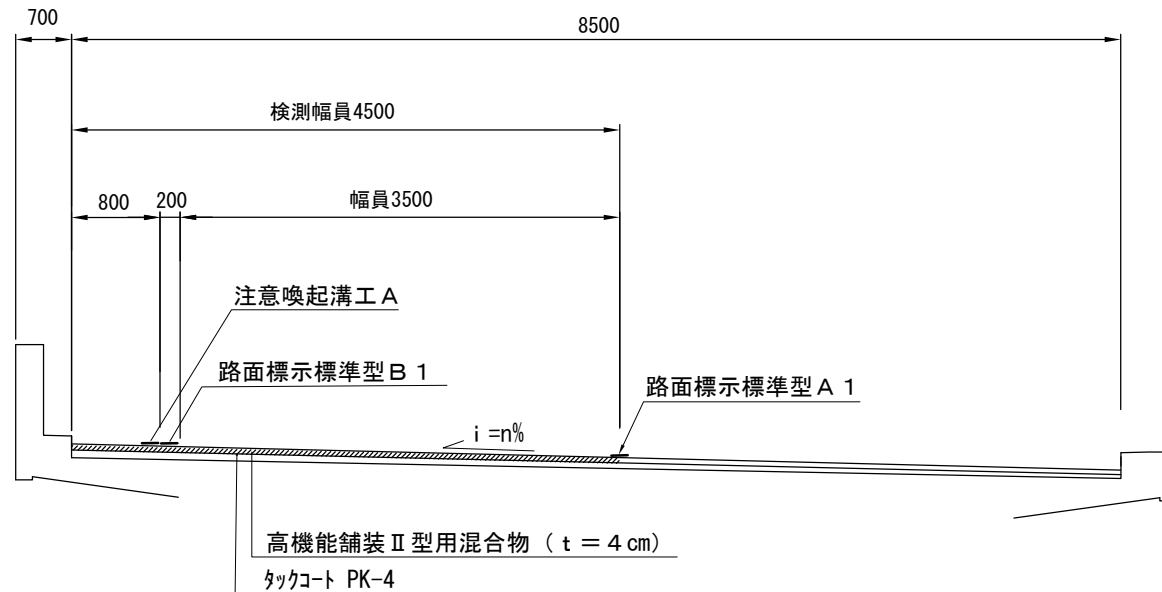 700
8500
検測幅員4500
800
200
幅員3500
注意喚起溝工A
路面標示標準型B1
路面標示標準型A1
i=n%
高機能舗装Ⅱ型用混合物（t＝4cm）
ﾀｯｸｺｰﾄ PK-4